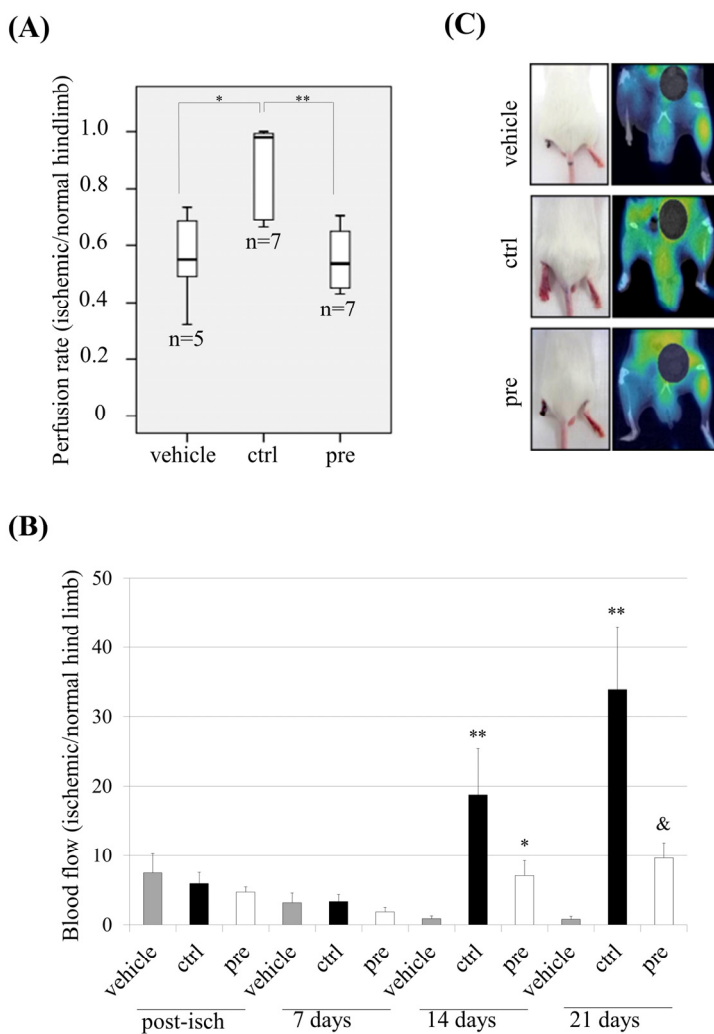 (A)
Perfusion rate (ischemic/normal hindlimb)
1.0
0.8
0.6
0.4
0.2
0
*
**
n=5
n=7
n=7
vehicle
ctrl
pre
(C)
vehicle
ctrl
pre
(B)
Blood flow (ischemic/normal hind limb)
50
40
30
20
10
0
**
*
**
&
vehicle
ctrl
pre
vehicle
ctrl
pre
vehicle
ctrl
pre
vehicle
ctrl
pre
post-isch
7 days
14 days
21 days